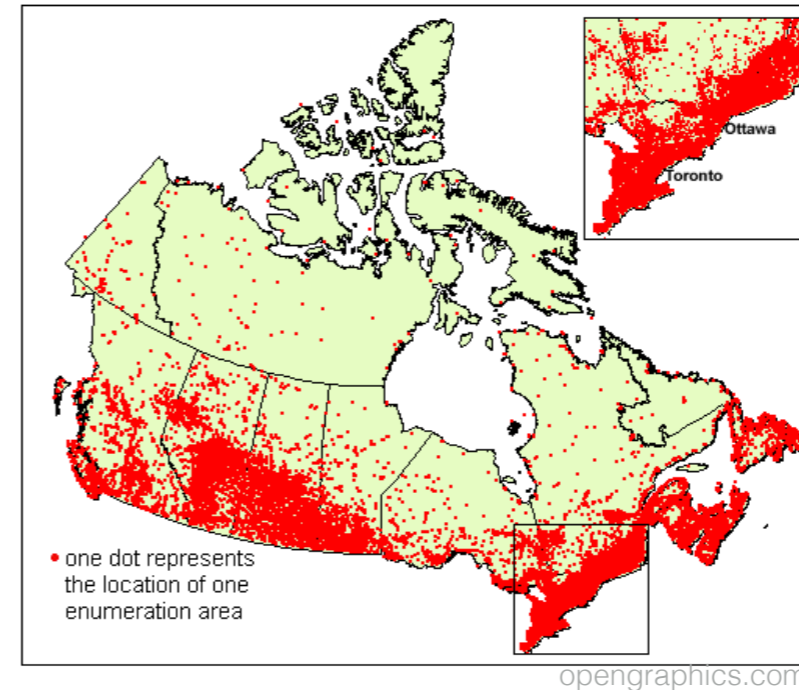 Ottawa
Toronto
one dot represents
the location of one
enumeration area
opengraphics.com